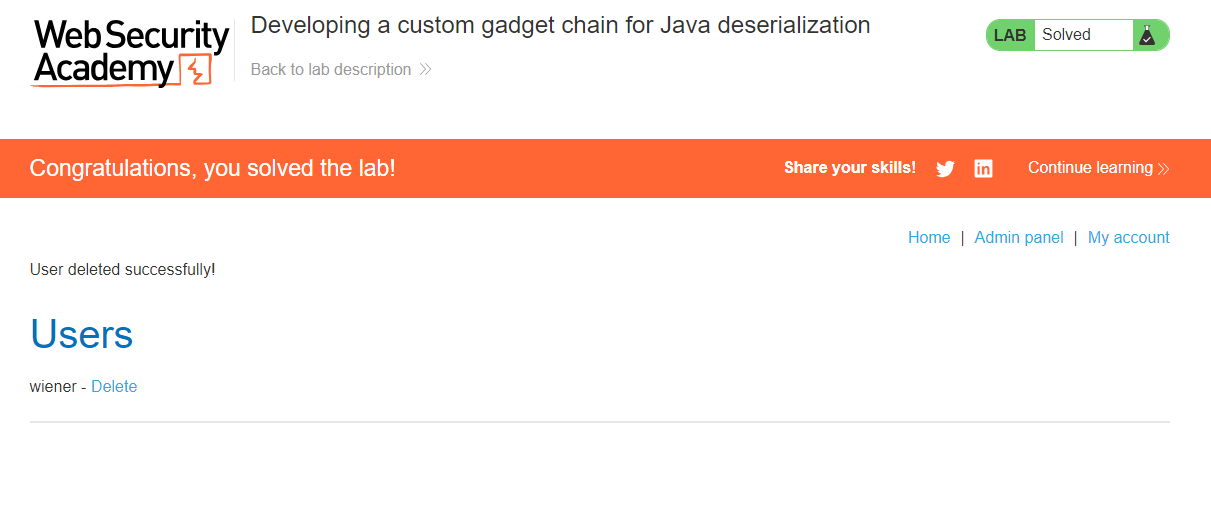 Web Security
Academy
Developing a custom gadget chain for Java deserialization
Back to lab description
LAB Solved
Congratulations, you solved the lab!
Share your skills!
Continue learning
Home | Admin panel | My account
User deleted successfully!
Users
wiener - Delete